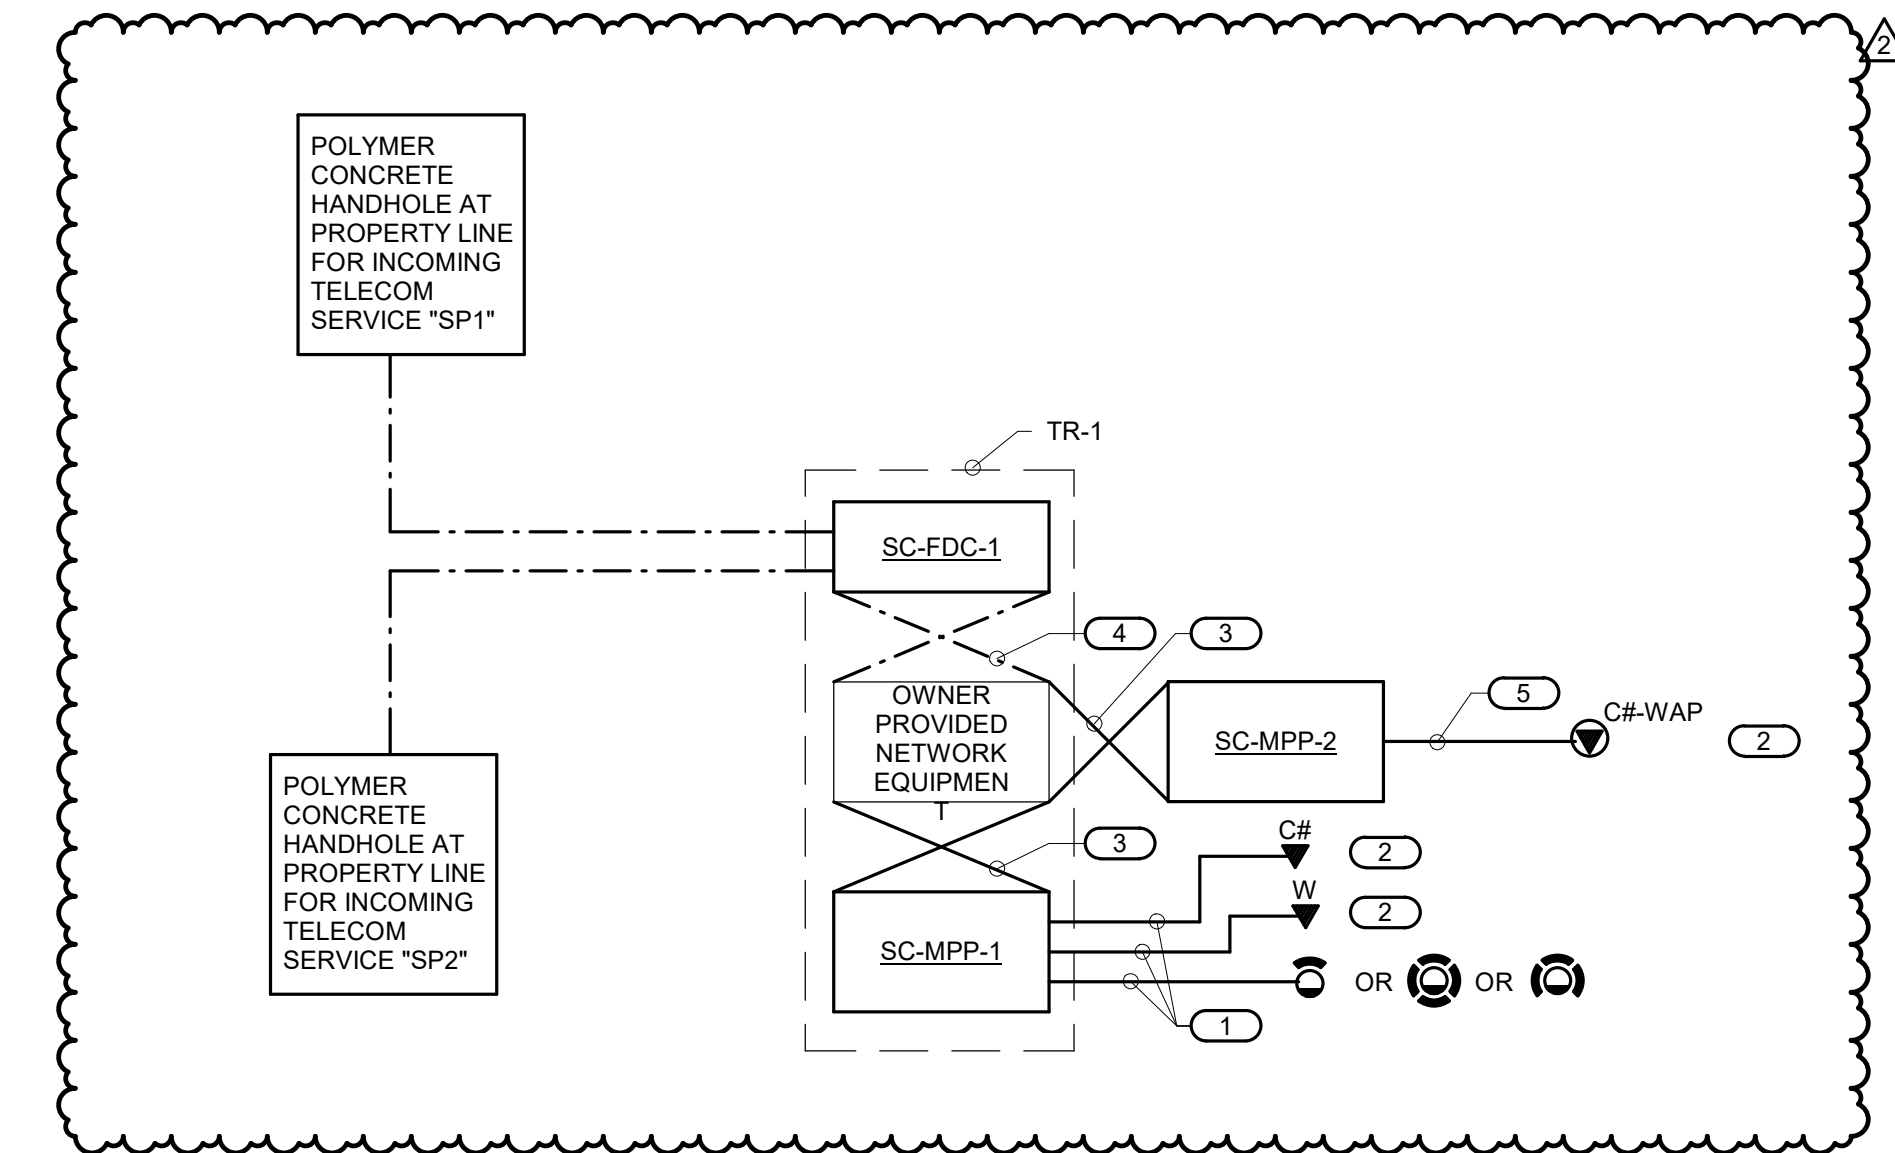 2
POLYMER
CONCRETE
HANDHOLE AT
PROPERTY LINE
FOR INCOMING
TELECOM
SERVICE "SP1"
TR-1
SC-FDC-1
4
3
OWNER
PROVIDED
NETWORK
EQUIPMEN
T
SC-MPP-2
5
C#-WAP
2
POLYMER
CONCRETE
HANDHOLE AT
PROPERTY LINE
FOR INCOMING
TELECOM
SERVICE "SP2"
3
C#
2
W
2
SC-MPP-1
OR
OR
1